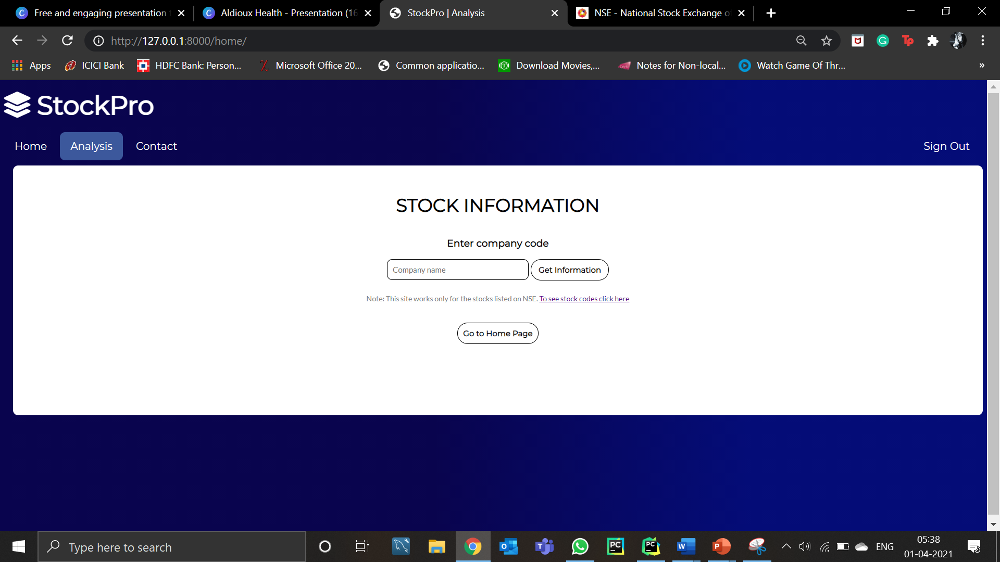 Free and engaging presentation t
Aldioux Health - Presentation (16
StockPro | Analysis
NSE - National Stock Exchange o
http://127.0.0.1:8000/home/
Apps
ICICI Bank
HDFC Bank: Person...
Microsoft Office 20...
Common applicatio...
Download Movies,...
Notes for Non-local...
Watch Game Of Thr...
»
StockPro
Home
Analysis
Contact
Sign Out
STOCK INFORMATION
Enter company code
Company name
Get Information
Note: This site works only for the stocks listed on NSE. To see stock codes click here
Go to Home Page
Type here to search
ENG
05:38
01-04-2021